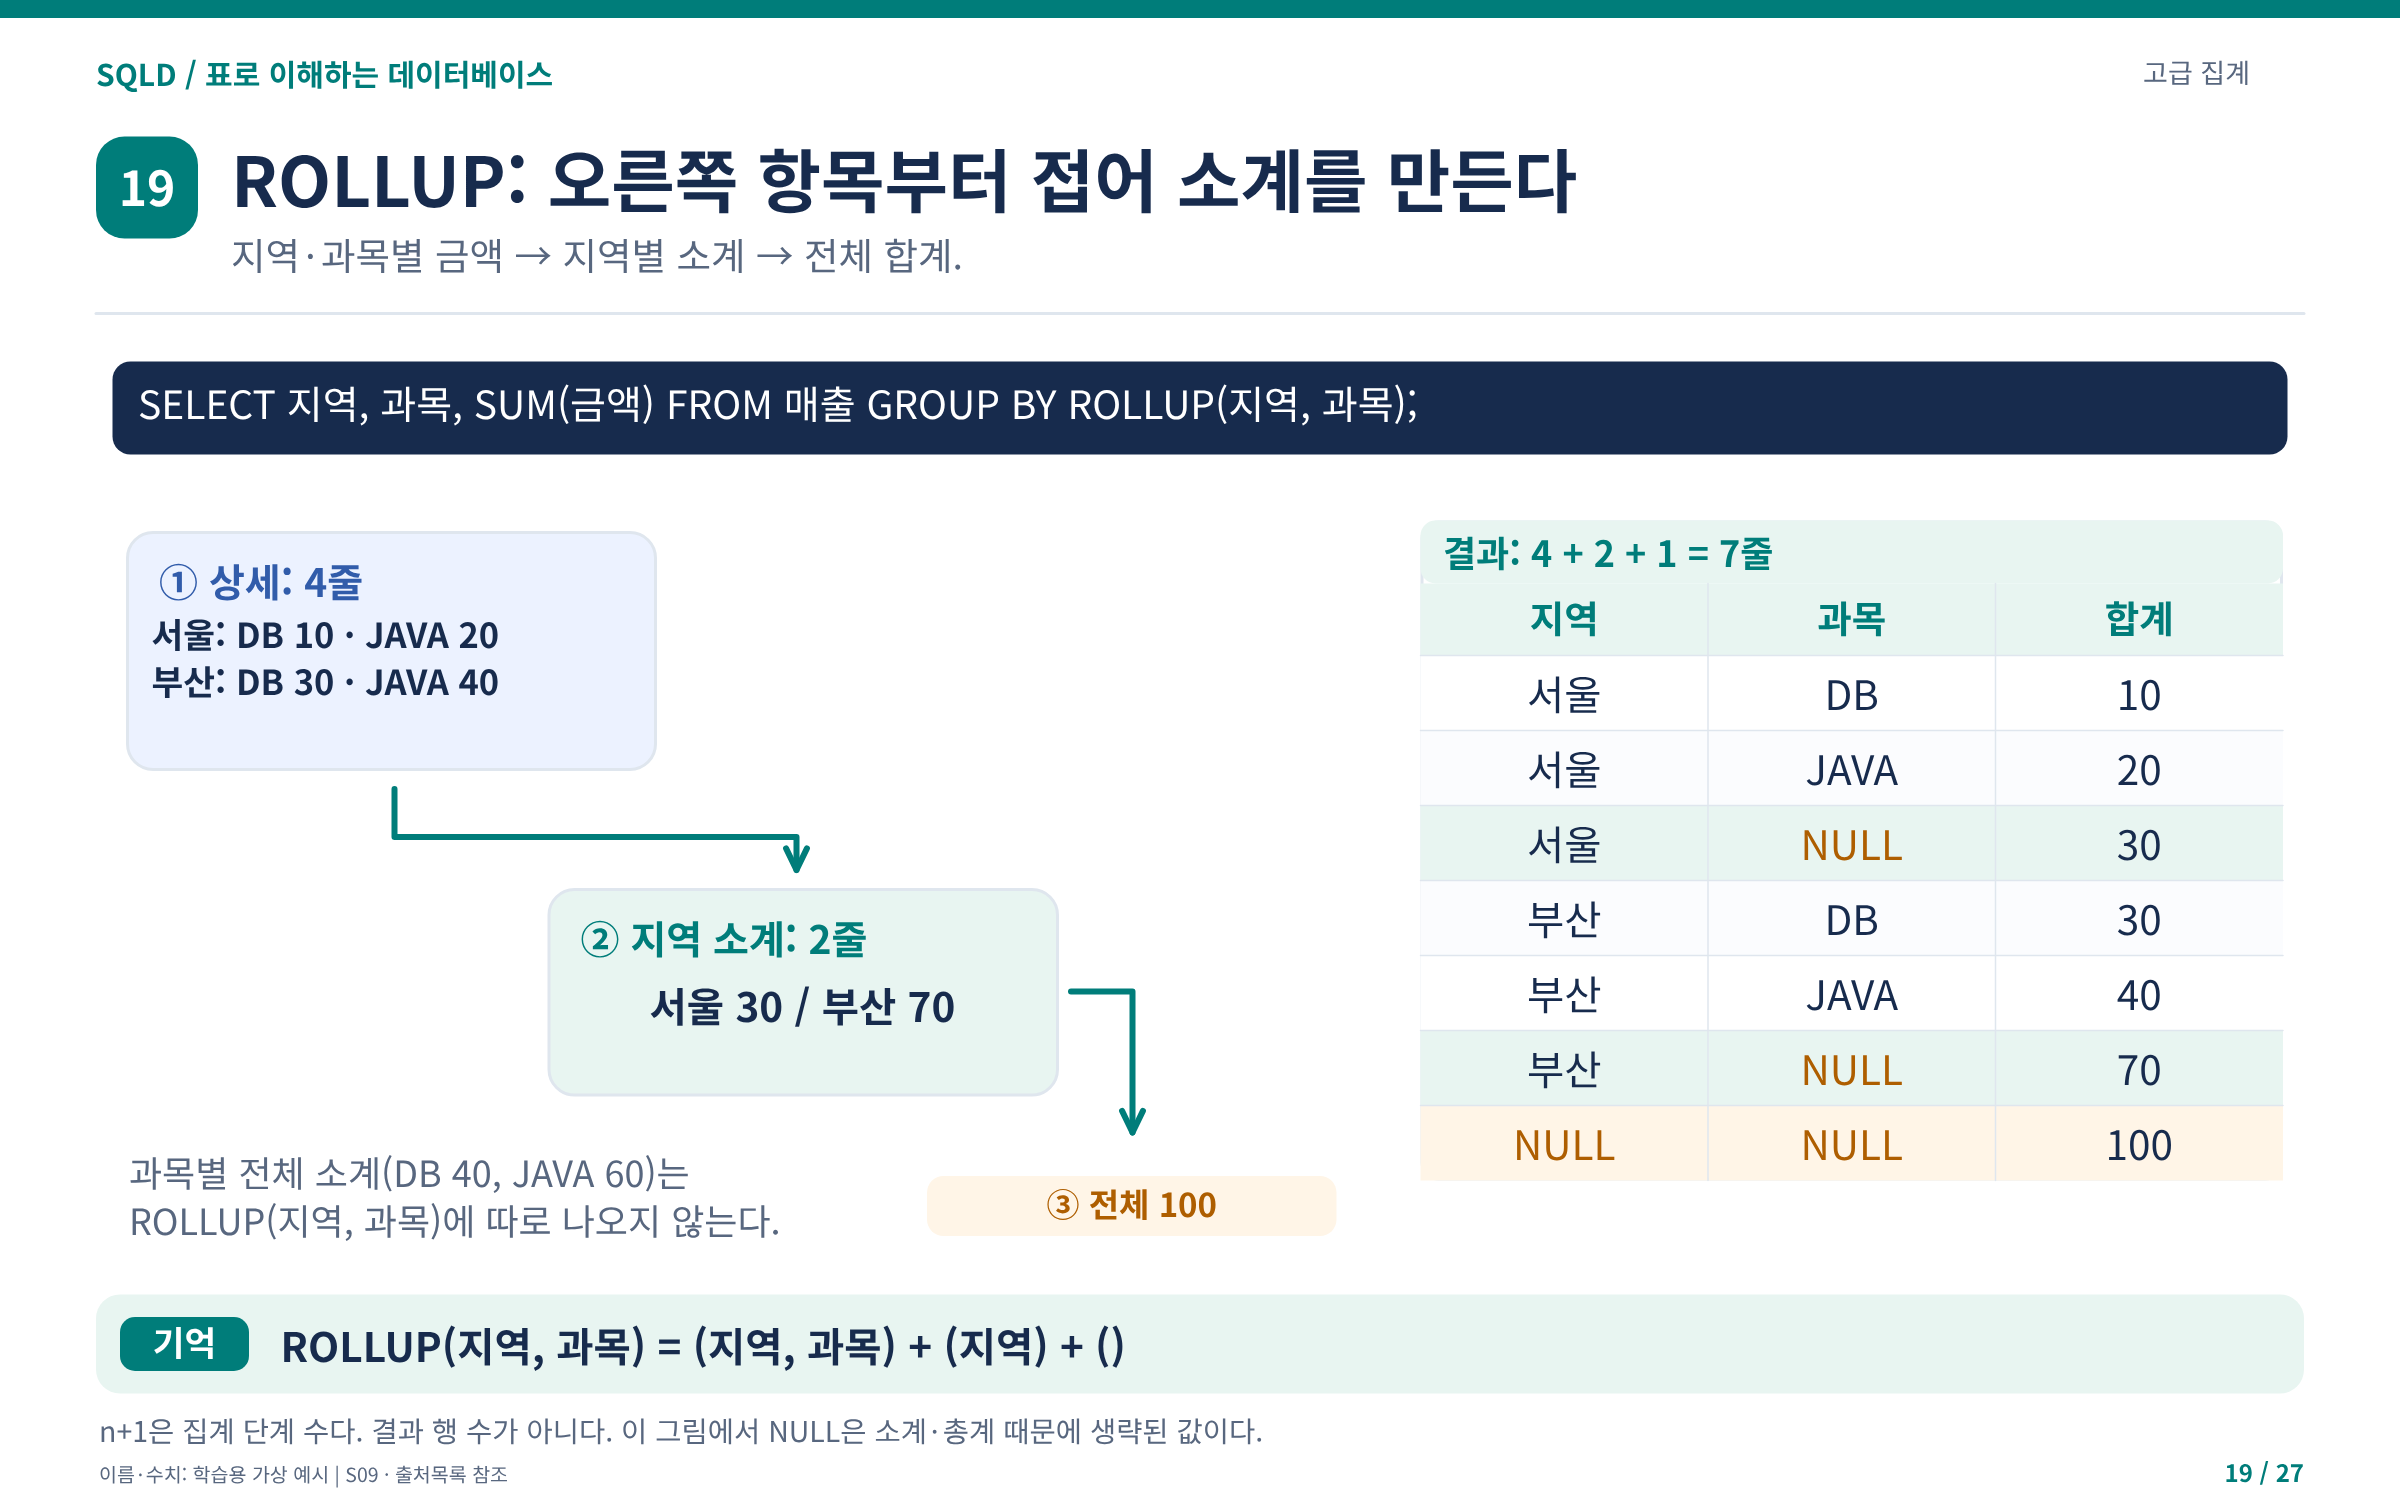 SQLD / 표로 이해하는 데이터베이스
고급 집계
19
ROLLUP: 오른쪽 항목부터 접어 소계를 만든다
지역·과목별 금액 → 지역별 소계 → 전체 합계.
SELECT 지역, 과목, SUM(금액) FROM 매출 GROUP BY ROLLUP(지역, 과목);
① 상세: 4줄
서울: DB 10 · JAVA 20
부산: DB 30 · JAVA 40
② 지역 소계: 2줄
서울 30 / 부산 70
③ 전체 100
과목별 전체 소계(DB 40, JAVA 60)는
ROLLUP(지역, 과목)에 따로 나오지 않는다.
결과: 4 + 2 + 1 = 7줄
지역 과목 합계
서울 DB 10
서울 JAVA 20
서울 NULL 30
부산 DB 30
부산 JAVA 40
부산 NULL 70
NULL NULL 100
기억 ROLLUP(지역, 과목) = (지역, 과목) + (지역) + ()
n+1은 집계 단계 수다. 결과 행 수가 아니다. 이 그림에서 NULL은 소계·총계 때문에 생략된 값이다.
이름·수치: 학습용 가상 예시 | S09 · 출처목록 참조
19 / 27